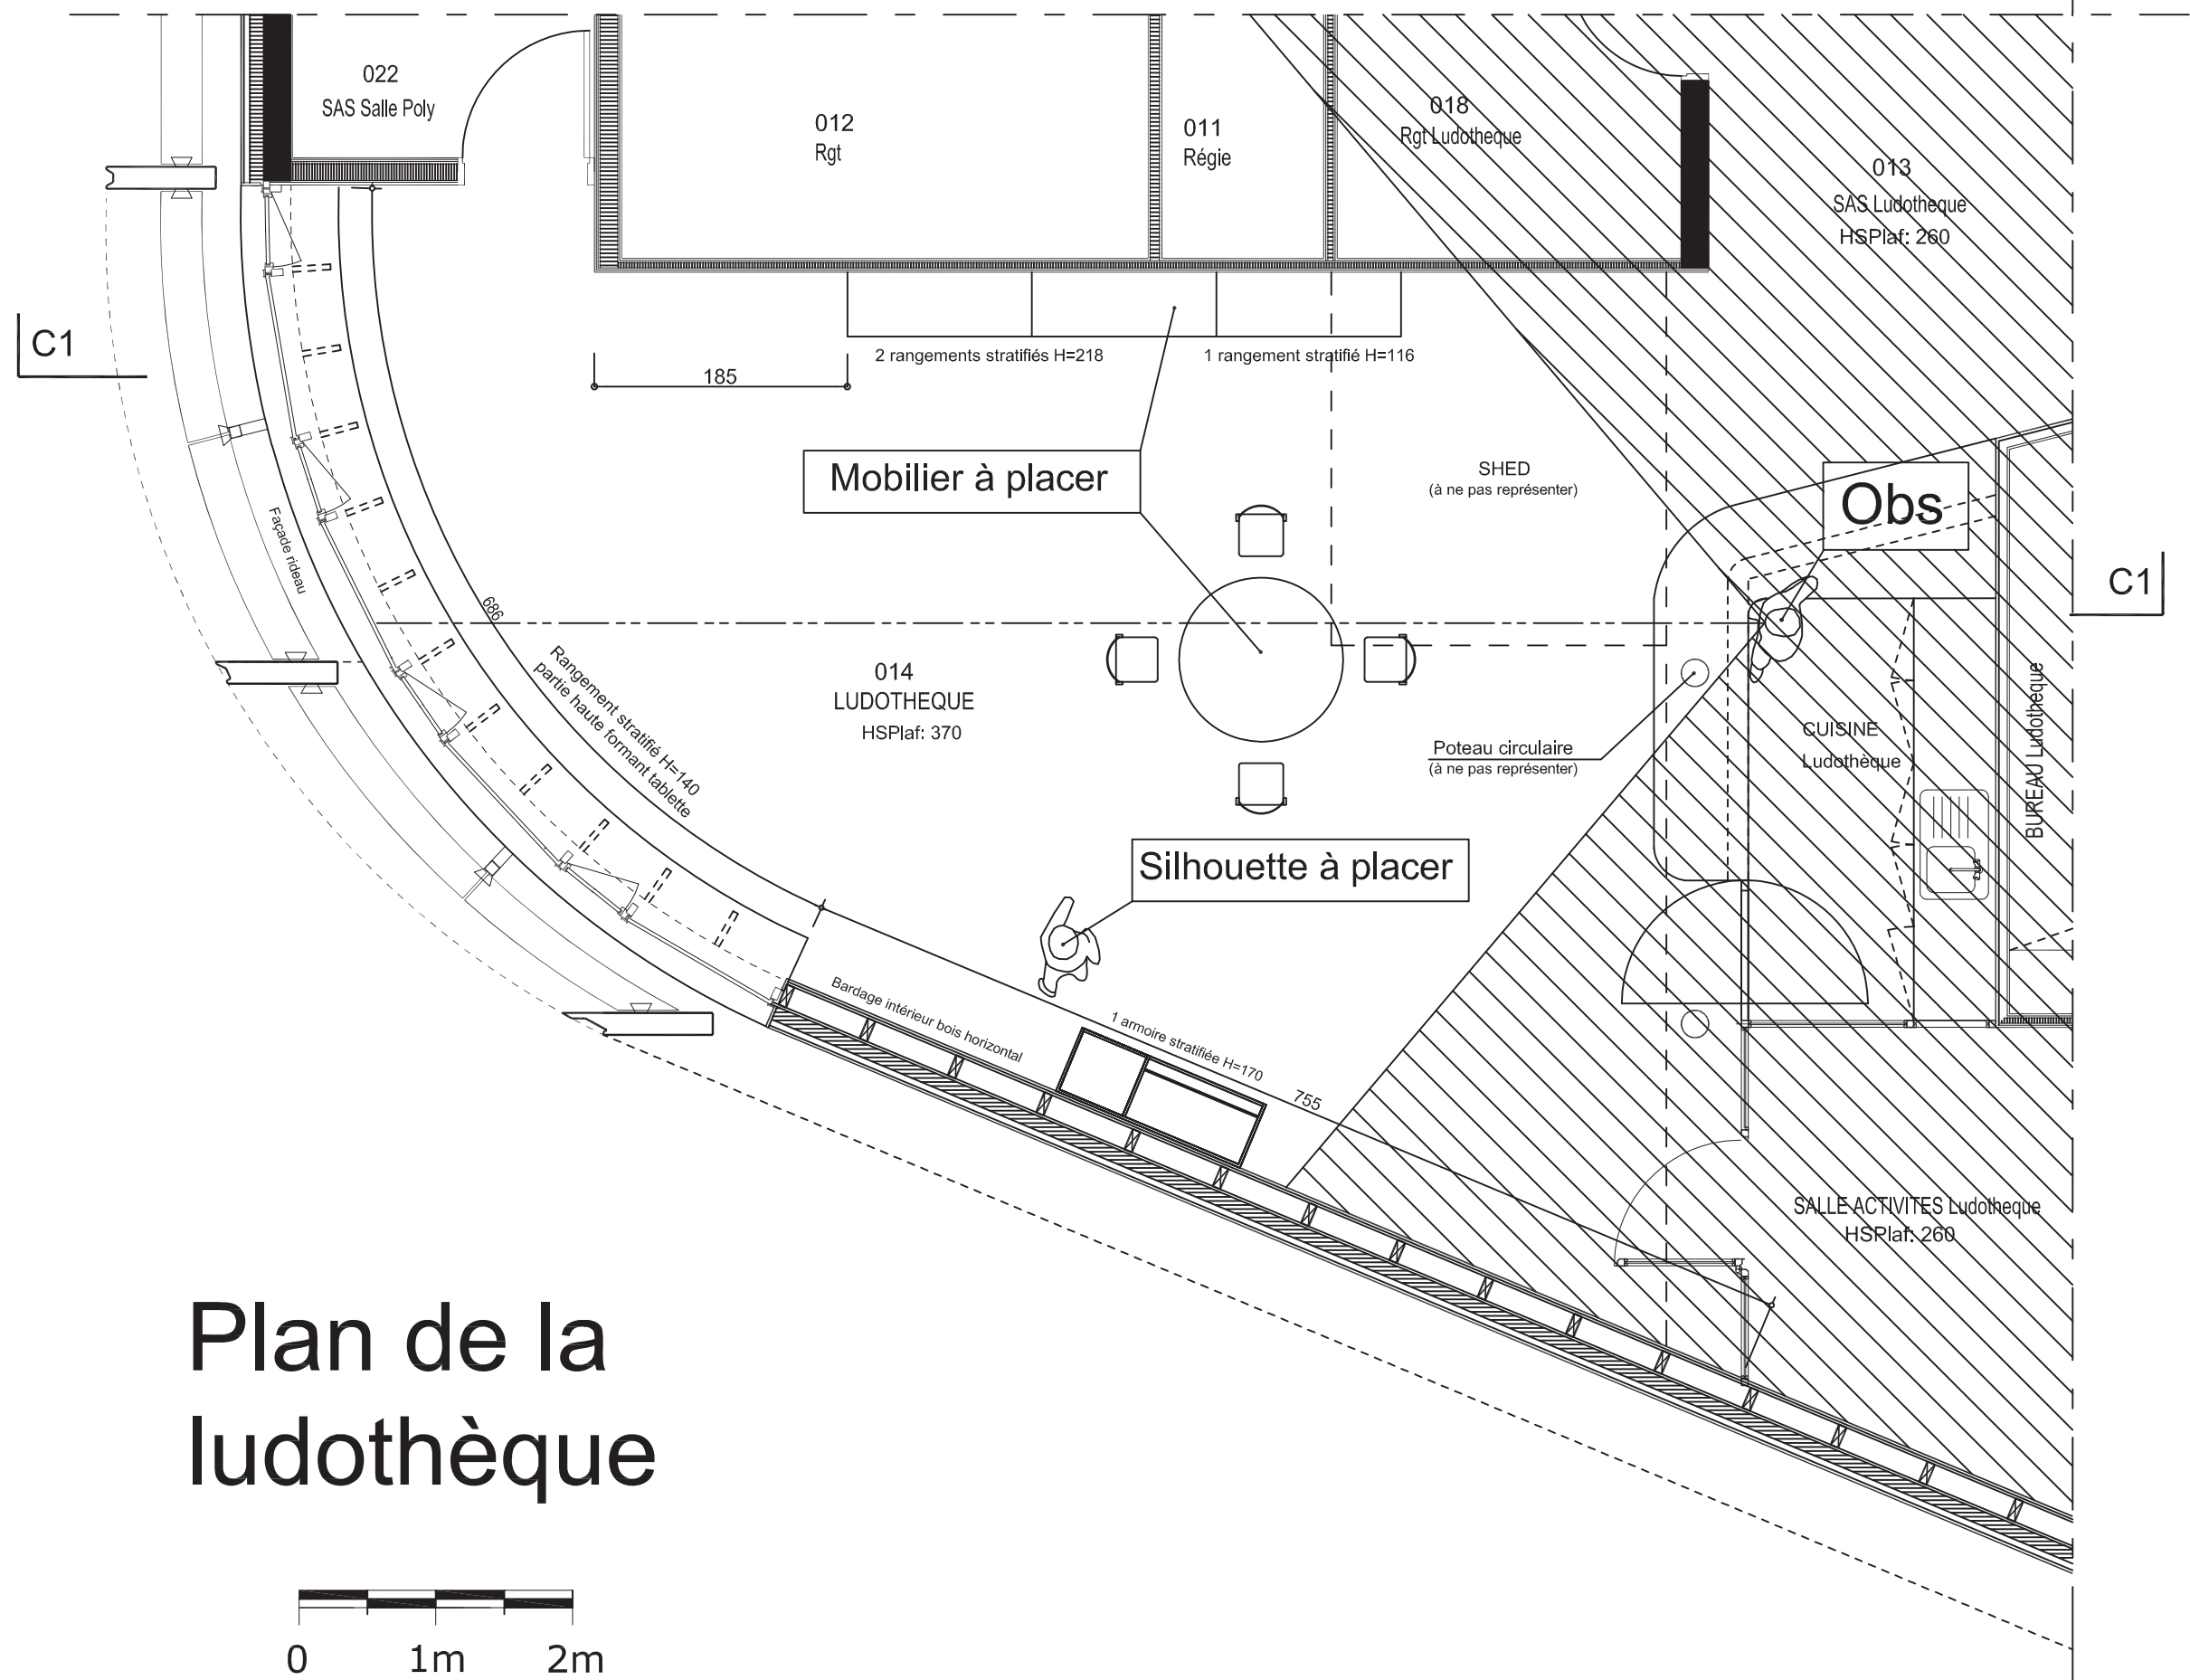 022
SAS Salle Poly
012
Rgt
011
Régie
018
Rgt Ludotheque
013
SAS Ludotheque
HSPlaf: 260
C1
2 rangements stratifiés H=218
1 rangement stratifié H=116
185
Mobilier à placer
SHED
(à ne pas représenter)
Obs
Façade rideau
C1
686
Rangement stratifié H=140
partie haute formant tablette
014
LUDOTHEQUE
HSPlaf: 370
Poteau circulaire
(à ne pas représenter)
CUISINE
Ludothèque
BUREAU Ludotheque
Silhouette à placer
Bardage intérieur bois horizontal
1 armoire stratifiée H=170
755
SALLE ACTIVITES Ludotheque
HSPlaf: 260
Plan de la
ludothèque
0 1m 2m